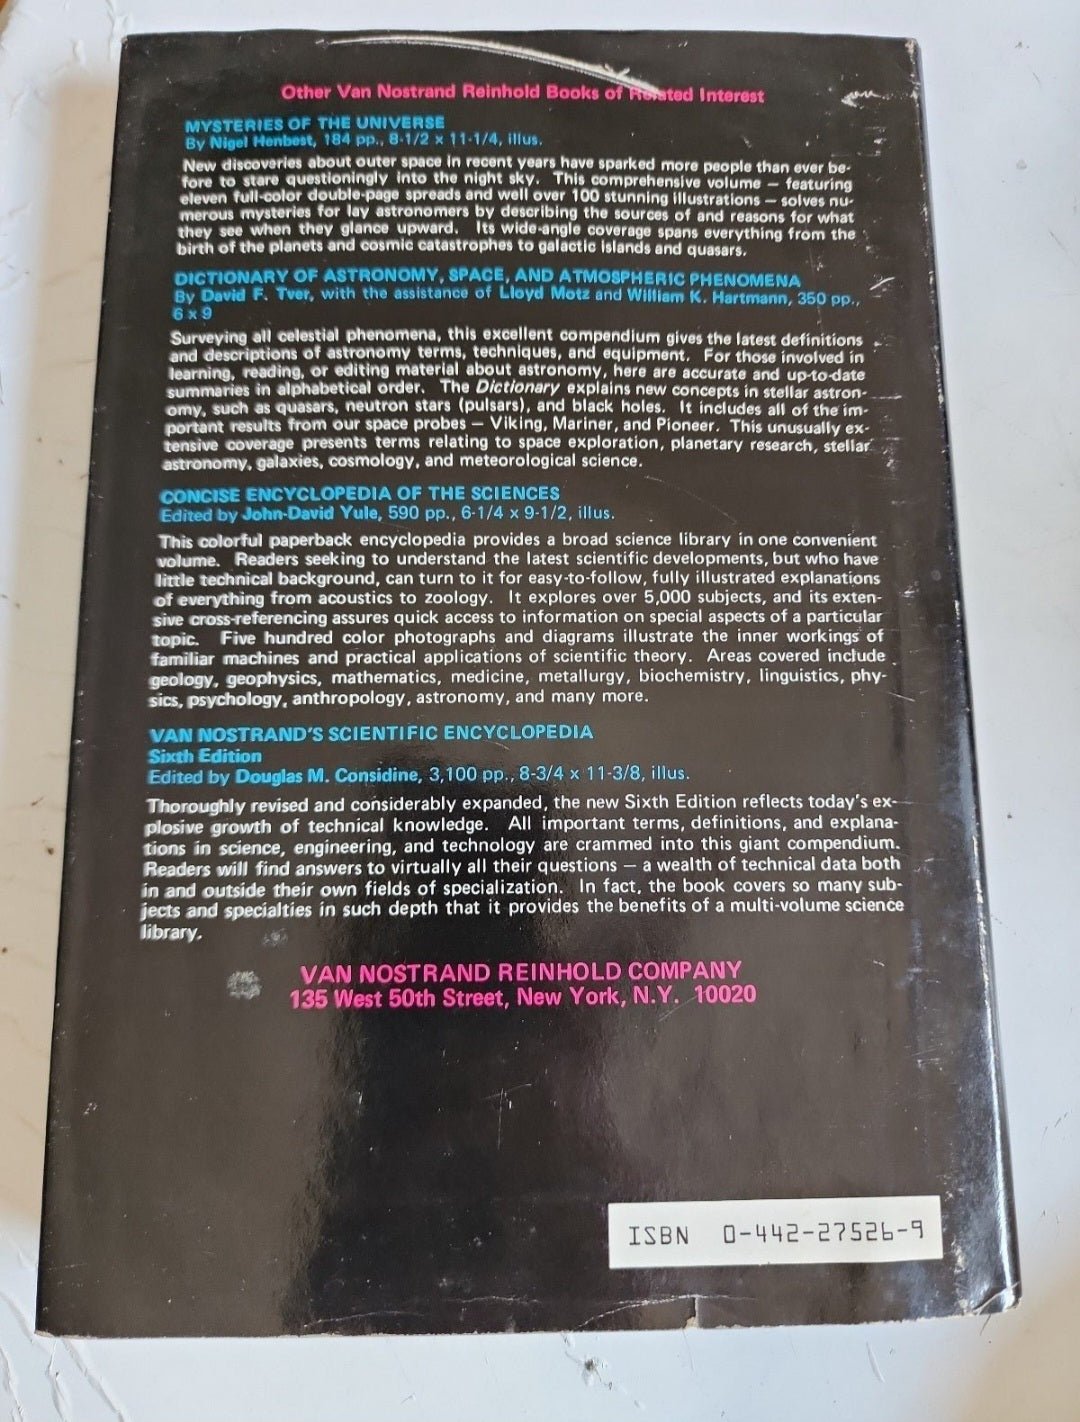 Other Van Nostrand Reinhold Books of Related Interest
MYSTERIES OF THE UNIVERSE
By Nigel Henbest, 184 pp., 8-1/2 x 11-1/4, illus.
New discoveries about outer space in recent years have sparked more people than ever be-
fore to stare questioningly into the night sky. This comprehensive volume — featuring
eleven full-color double-page spreads and well over 100 stunning illustrations — solves nu-
merous mysteries for lay astronomers by describing the sources of and reasons for what
they see when they glance upward. Its wide-angle coverage spans everything from the
birth of the planets and cosmic catastrophes to galactic islands and quasars.
DICTIONARY OF ASTRONOMY, SPACE, AND ATMOSPHERIC PHENOMENA
By David F. Tver, with the assistance of Lloyd Motz and William K. Hartmann, 350 pp.,
6 x 9
Surveying all celestial phenomena, this excellent compendium gives the latest definitions
and descriptions of astronomy terms, techniques, and equipment. For those involved in
learning, reading, or editing material about astronomy, here are accurate and up-to-date
summaries in alphabetical order. The Dictionary explains new concepts in stellar astron-
omy, such as quasars, neutron stars (pulsars), and black holes. It includes all of the im-
portant results from our space probes — Viking, Mariner, and Pioneer. This unusually ex-
tensive coverage presents terms relating to space exploration, planetary research, stellar
astronomy, galaxies, cosmology, and meteorological science.
CONCISE ENCYCLOPEDIA OF THE SCIENCES
Edited by John-David Yule, 590 pp., 6-1/4 x 9-1/2, illus.
This colorful paperback encyclopedia provides a broad science library in one convenient
volume. Readers seeking to understand the latest scientific developments, but who have
little technical background, can turn to it for easy-to-follow, fully illustrated explanations
of everything from acoustics to zoology. It explores over 5,000 subjects, and its exten-
sive cross-referencing assures quick access to information on special aspects of a particular
topic. Five hundred color photographs and diagrams illustrate the inner workings of
familiar machines and practical applications of scientific theory. Areas covered include
geology, geophysics, mathematics, medicine, metallurgy, biochemistry, linguistics, phy-
sics, psychology, anthropology, astronomy, and many more.
VAN NOSTRAND'S SCIENTIFIC ENCYCLOPEDIA
Sixth Edition
Edited by Douglas M. Considine, 3,100 pp., 8-3/4 x 11-3/8, illus.
Thoroughly revised and considerably expanded, the new Sixth Edition reflects today's ex-
plosive growth of technical knowledge. All important terms, definitions, and explana-
tions in science, engineering, and technology are crammed into this giant compendium.
Readers will find answers to virtually all their questions — a wealth of technical data both
in and outside their own fields of specialization. In fact, the book covers so many sub-
jects and specialties in such depth that it provides the benefits of a multi-volume science
library.
VAN NOSTRAND REINHOLD COMPANY
135 West 50th Street, New York, N.Y. 10020
ISBN 0-442-27526-9